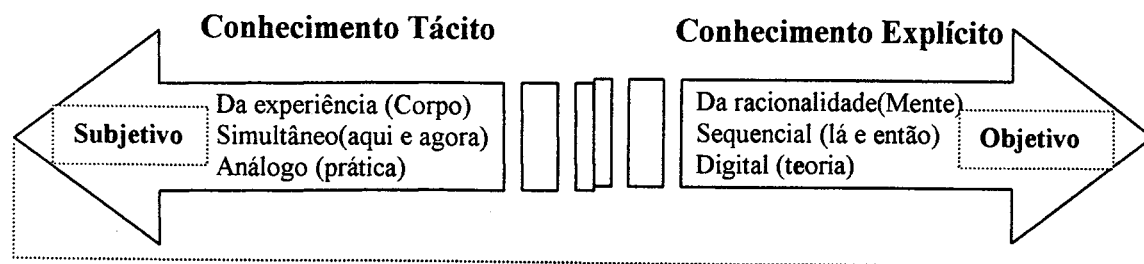 Conhecimento Tácito
Conhecimento Explícito
Subjetivo
Da experiência (Corpo)
Simultâneo(aqui e agora)
Análogo (prática)
Da racionalidade(Mente)
Sequencial (lá e então)
Digital (teoria)
Objetivo